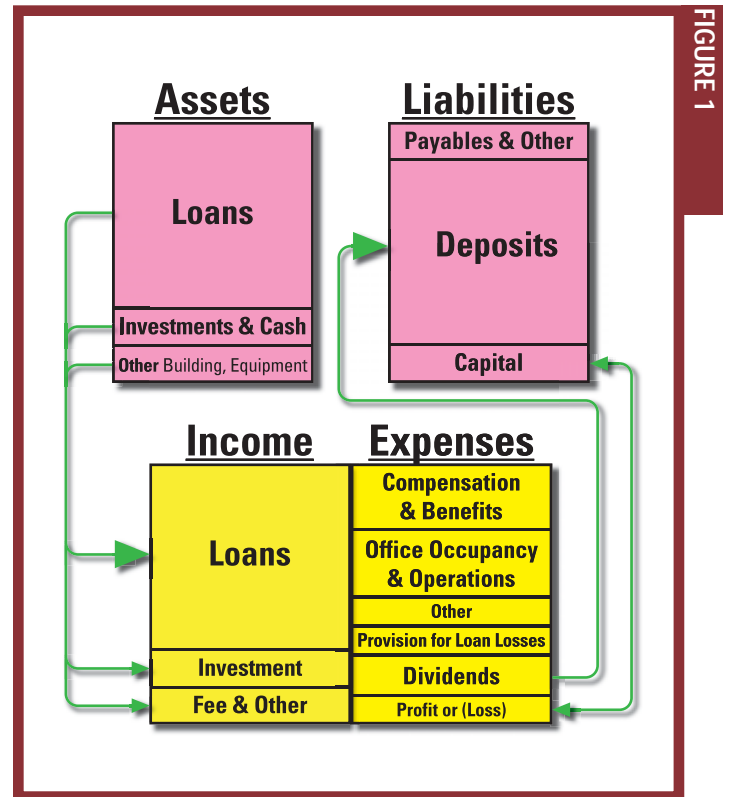 FIGURE 1
Assets
Loans
Investments & Cash
Other Building, Equipment
Liabilities
Payables & Other
Deposits
Capital
Income
Loans
Investment
Fee & Other
Expenses
Compensation
& Benefits
Office Occupancy
& Operations
Other
Provision for Loan Losses
Dividends
Profit or (Loss)